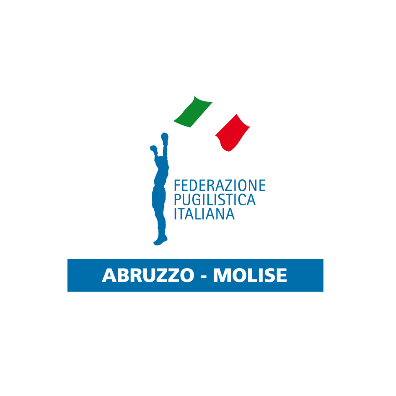 FEDERAZIONE
PUGILISTICA
ITALIANA
ABRUZZO - MOLISE